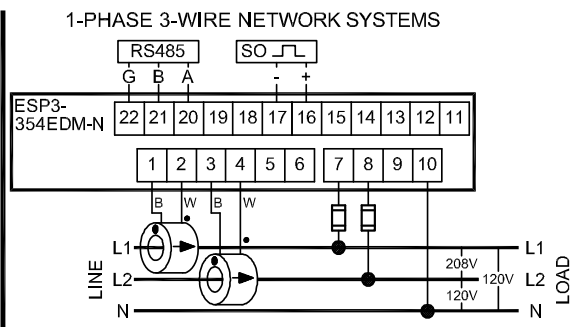 1-PHASE 3-WIRE NETWORK SYSTEMS
RS485
SO
G B A
- +
ESP3-
354EDM-N
22 21 20 19 18 17 16 15 14 13 12 11
1 2 3 4 5 6 7 8 9 10
B W B W
LINE
L1 L1
208V
L2 120V L2
120V
N N
LOAD